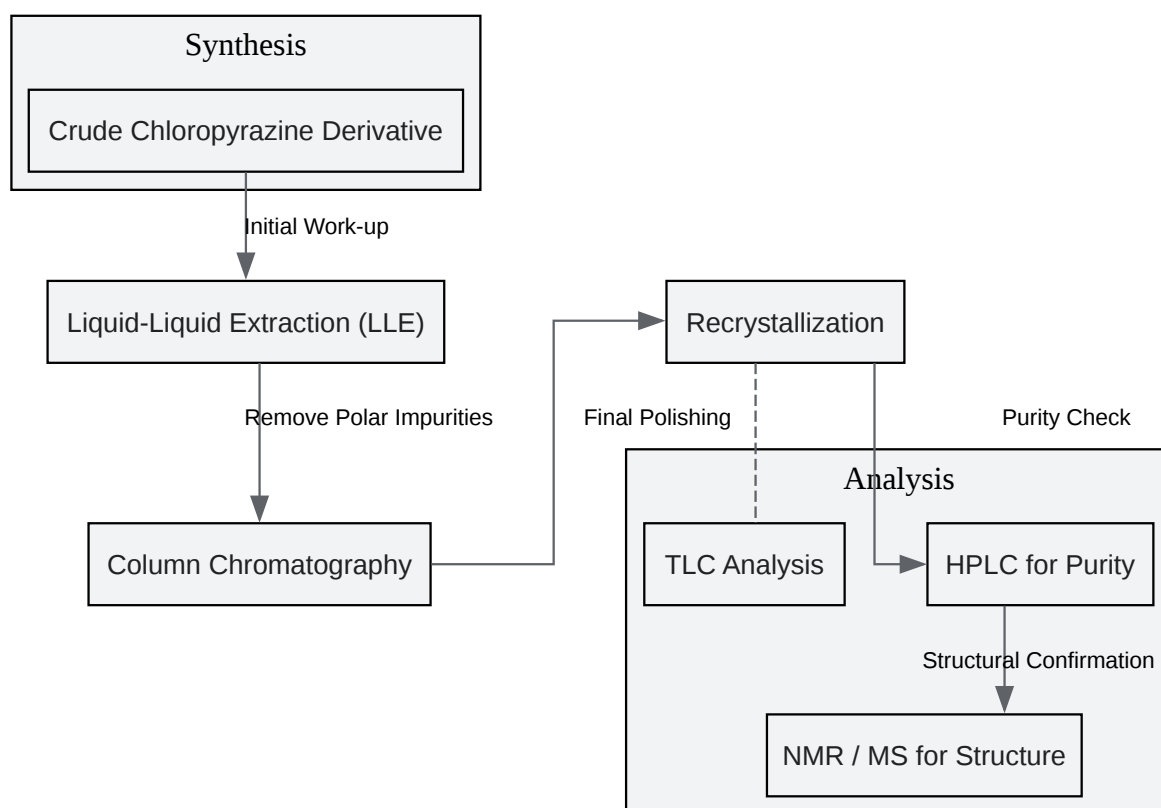 Synthesis
Crude Chloropyrazine Derivative
Initial Work-up
Liquid-Liquid Extraction (LLE)
Recrystallization
Remove Polar Impurities
Final Polishing
Purity Check
Analysis
Column Chromatography
TLC Analysis
HPLC for Purity
Structural Confirmation
NMR / MS for Structure